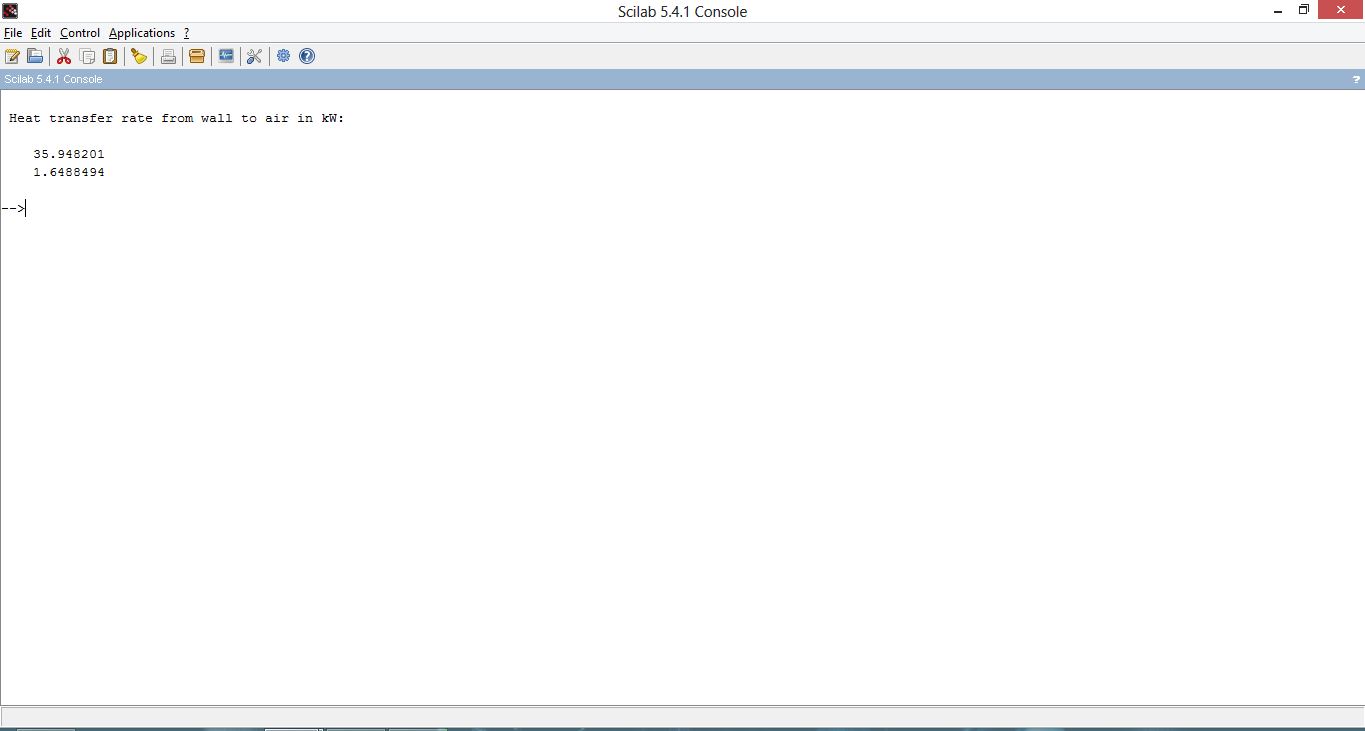 Scilab 5.4.1 Console
File Edit Control Applications ?
Scilab 5.4.1 Console ?
Heat transfer rate from wall to air in kW:
35.948201
1.6488494
-->